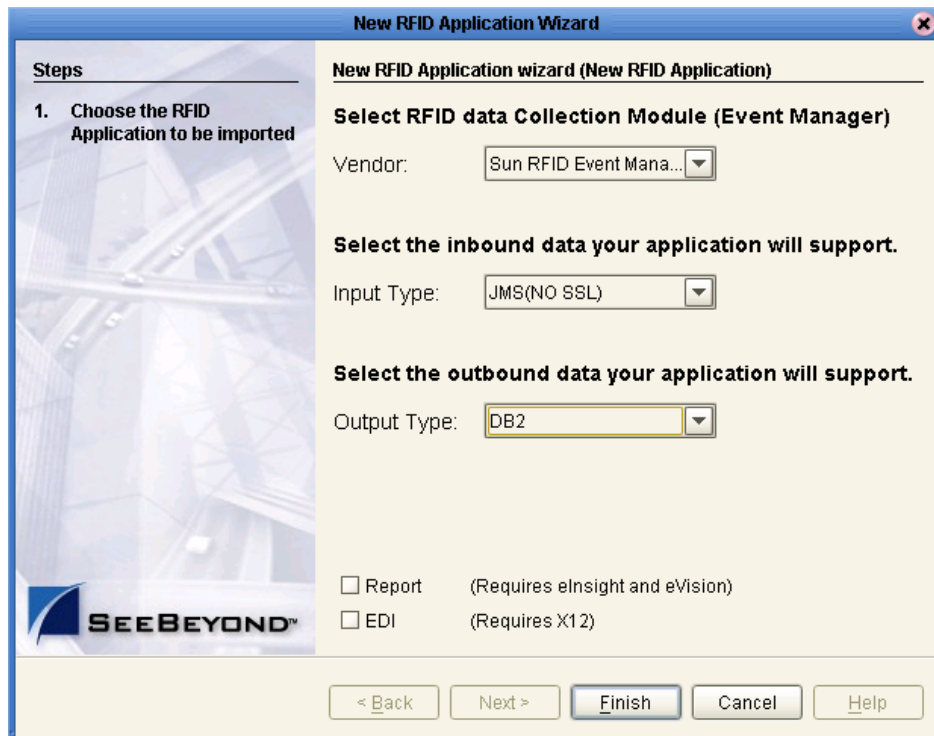 New RFID Application Wizard
Steps
1. Choose the RFID
Application to be imported
New RFID Application wizard (New RFID Application)
Select RFID data Collection Module (Event Manager)
Vendor: Sun RFID Event Mana...
Select the inbound data your application will support.
Input Type: JMS(NO SSL)
Select the outbound data your application will support.
Output Type: DB2
Report (Requires eInsight and eVision)
EDI (Requires X12)
SEEBEYOND™
< Back Next > Finish Cancel Help